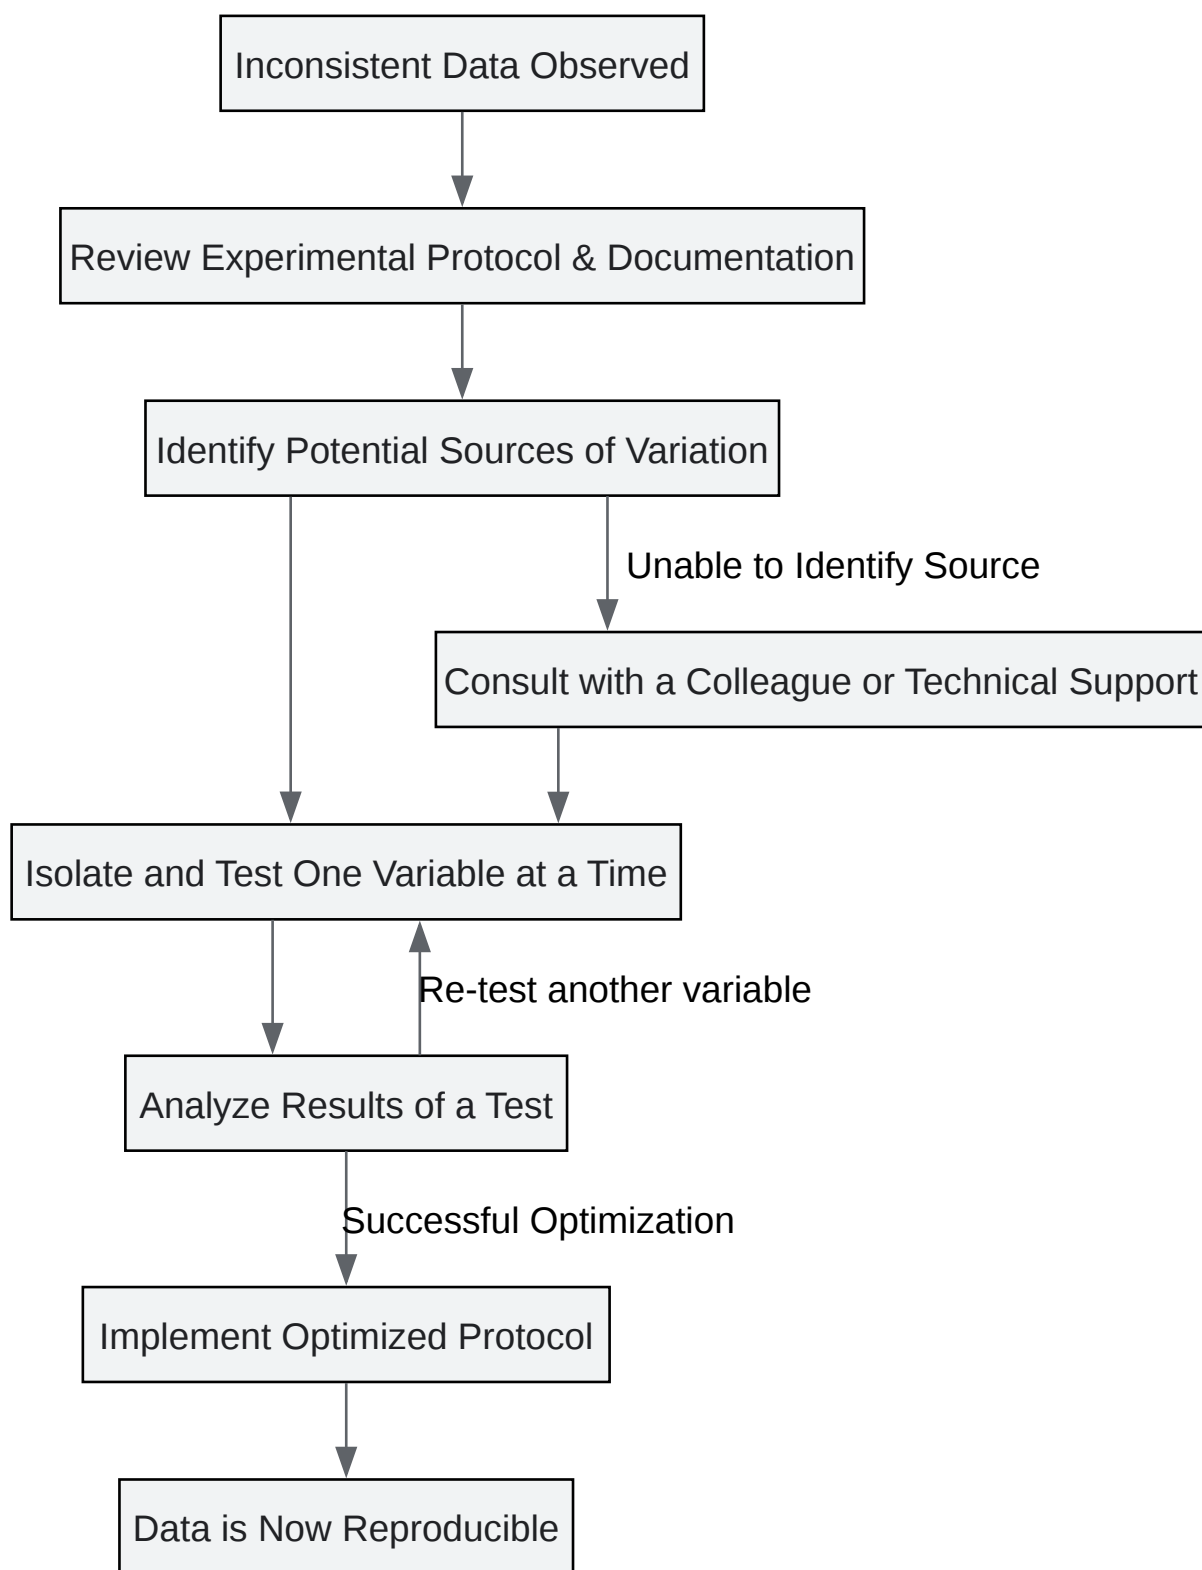 Inconsistent Data Observed
Review Experimental Protocol & Documentation
Identify Potential Sources of Variation
Unable to Identify Source
Consult with a Colleague or Technical Support
Isolate and Test One Variable at a Time
Re-test another variable
Analyze Results of a Test
Successful Optimization
Implement Optimized Protocol
Data is Now Reproducible